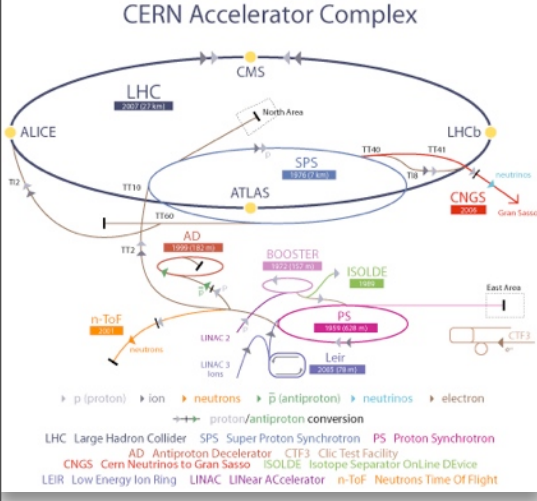 CERN Accelerator Complex
CMS
LHC
2007 (27 km)
North Area
ALICE
LHCb
TT40
TT41
SPS
1976 (7 km)
TI8
neutrinos
TI2
TT10
ATLAS
CNGS
2006
Gran Sasso
TT60
AD
1999 (182 m)
TT2
BOOSTER
1972 (157 m)
ISOLDE
1989
East Area
n-ToF
2001
PS
1959 (628 m)
LINAC 2
CTF3
neutrons
LINAC 3
Ions
Leir
2005 (78 m)
p (proton) ion neutrons p̄ (antiproton) neutrinos electron
proton/antiproton conversion
LHC Large Hadron Collider SPS Super Proton Synchrotron PS Proton Synchrotron
AD Antiproton Decelerator CTF3 Clic Test Facility
CNGS Cern Neutrinos to Gran Sasso ISOLDE Isotope Separator OnLine DEvice
LEIR Low Energy Ion Ring LINAC LINear ACcelerator n-ToF Neutrons Time Of Flight